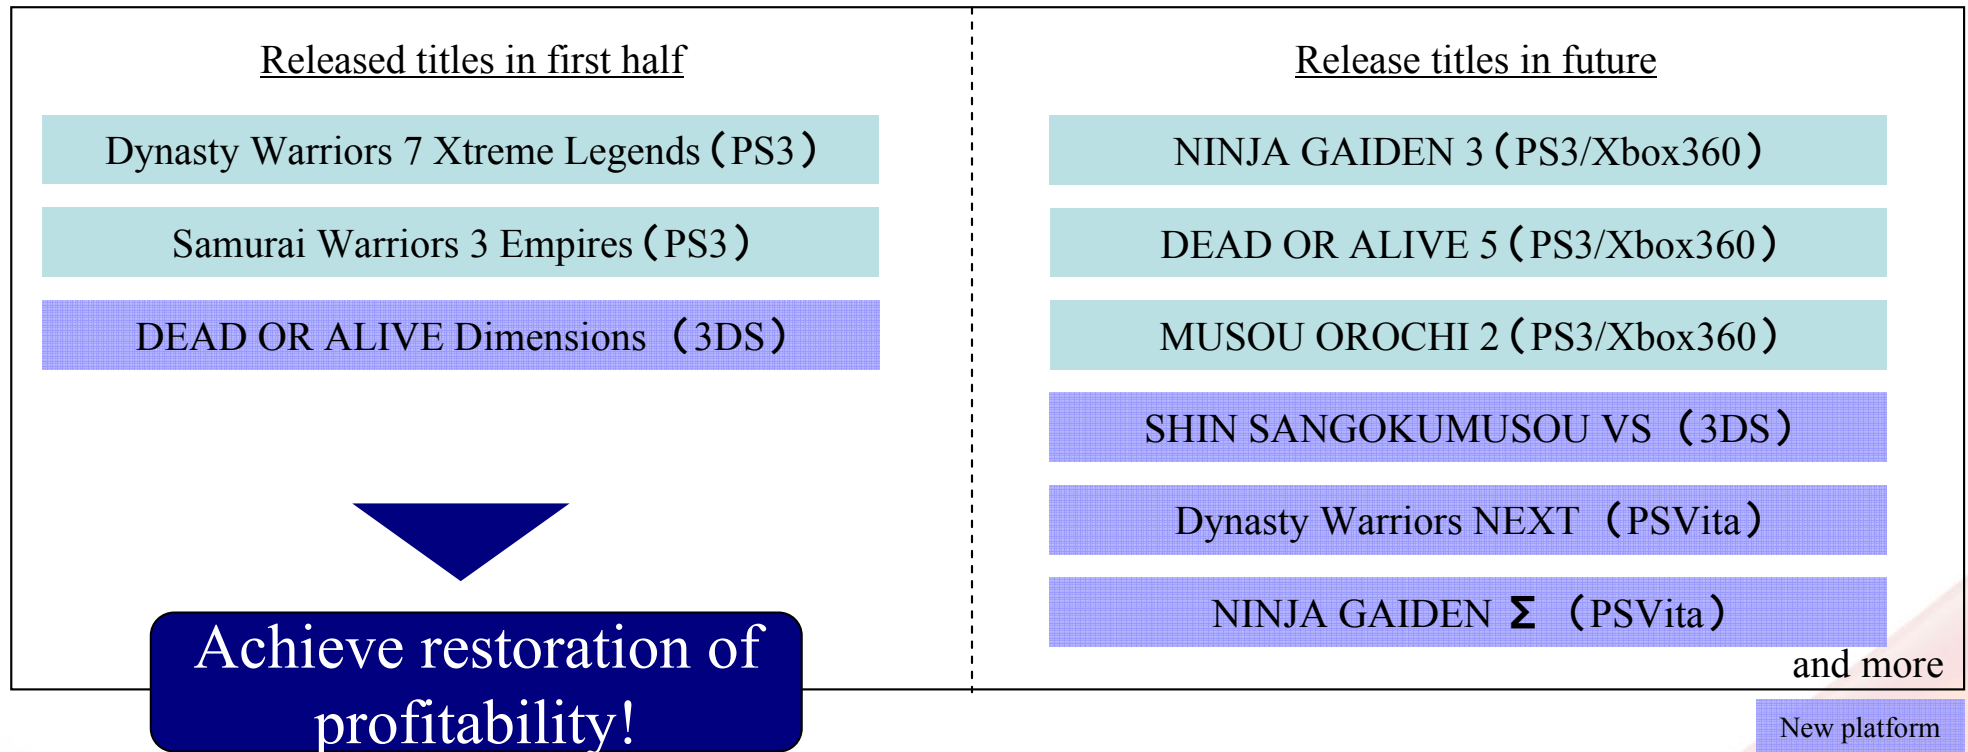 Released titles in first half
Dynasty Warriors 7 Xtreme Legends（PS3）
Samurai Warriors 3 Empires（PS3）
DEAD OR ALIVE Dimensions（3DS）
Achieve restoration of
profitability!
Release titles in future
NINJA GAIDEN 3（PS3/Xbox360）
DEAD OR ALIVE 5（PS3/Xbox360）
MUSOU OROCHI 2（PS3/Xbox360）
SHIN SANGOKUMUSOU VS（3DS）
Dynasty Warriors NEXT（PSVita）
NINJA GAIDEN Σ（PSVita）
and more
New platform